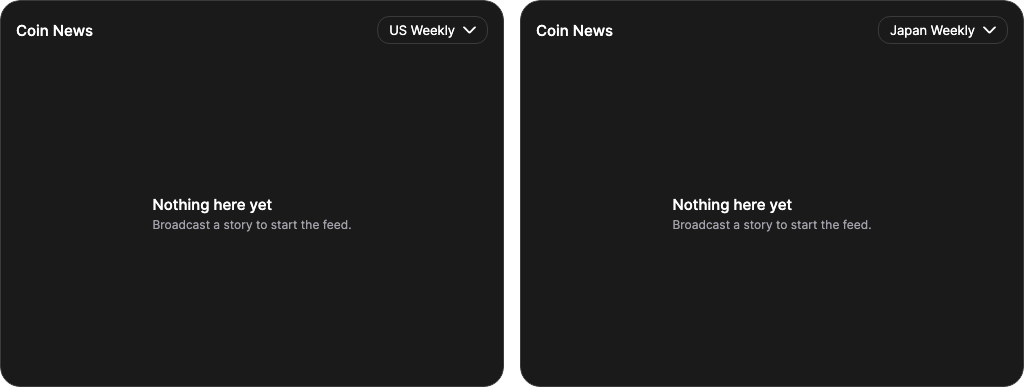 Coin News
US Weekly
Nothing here yet
Broadcast a story to start the feed.
Coin News
Japan Weekly
Nothing here yet
Broadcast a story to start the feed.